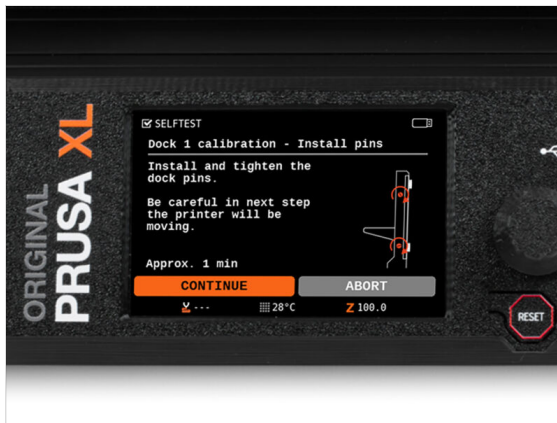 ORIGINAL
PRUSA XL
SELFTEST
Dock 1 calibration - Install pins
Install and tighten the
dock pins.
Be careful in next step
the printer will be
moving.
Approx. 1 min
CONTINUE
ABORT
---
28°C
Z 100.0
RESET